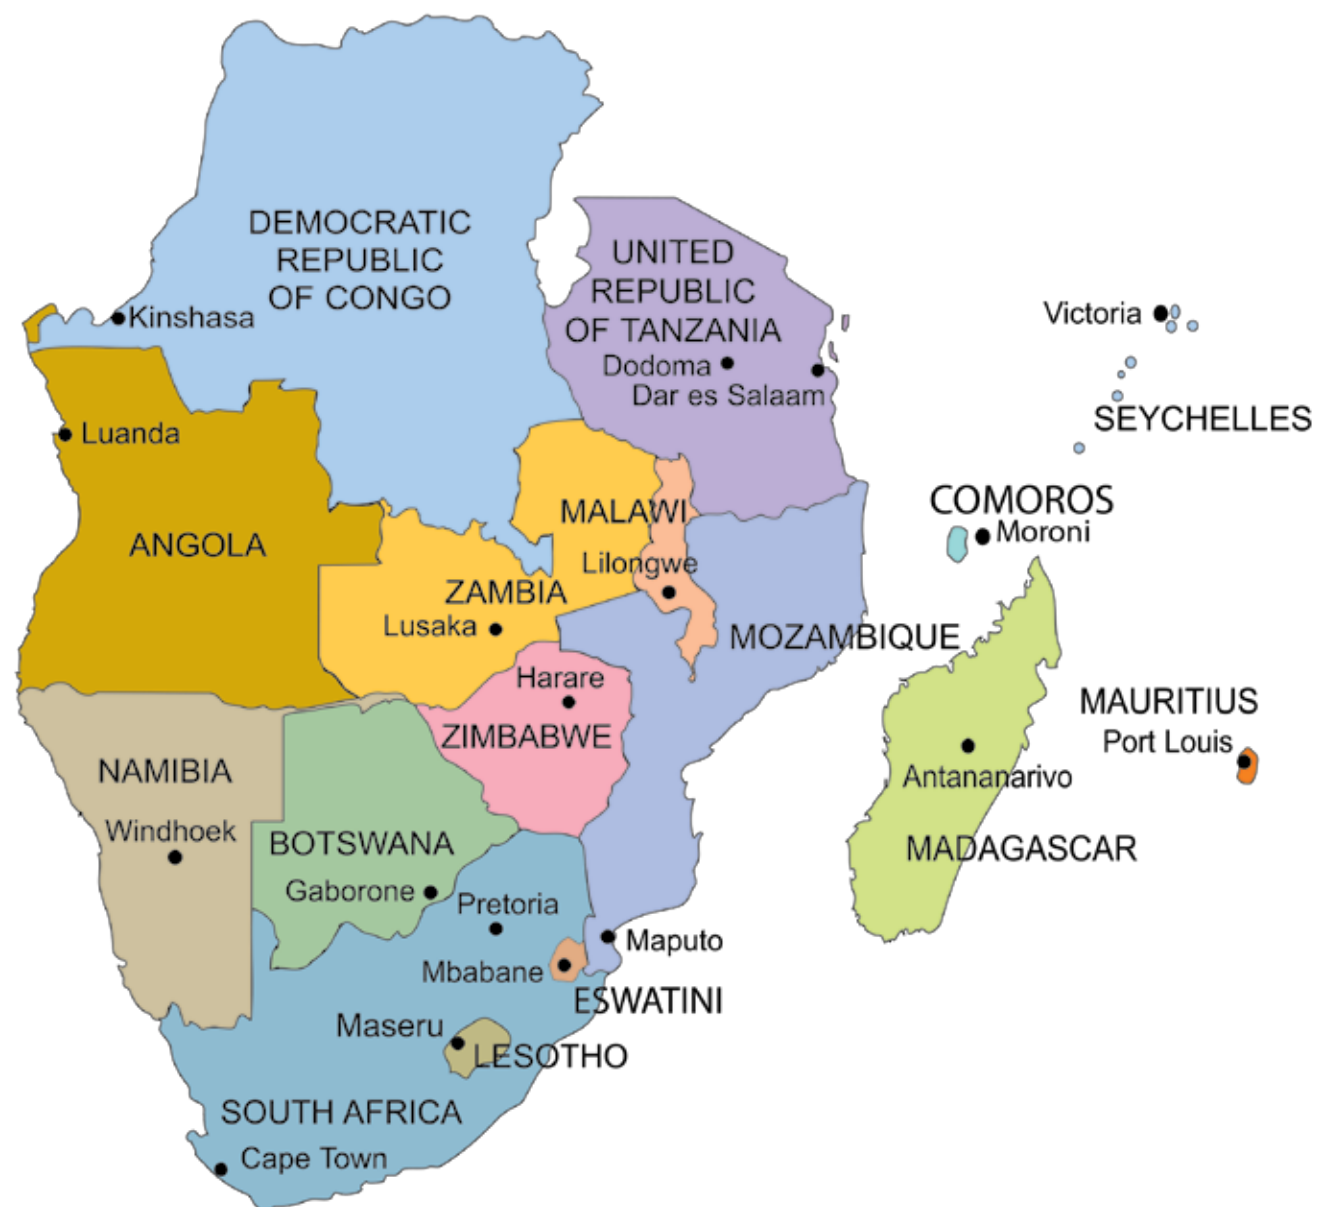 DEMOCRATIC
REPUBLIC
OF CONGO
UNITED
REPUBLIC
OF TANZANIA
Kinshasa
Victoria
Dodoma
Dar es Salaam
SEYCHELLES
Luanda
COMOROS
MALAWI
Moroni
ANGOLA
Lilongwe
ZAMBIA
Lusaka
MOZAMBIQUE
Harare
MAURITIUS
ZIMBABWE
Port Louis
NAMIBIA
Antananarivo
Windhoek
BOTSWANA
MADAGASCAR
Gaborone
Pretoria
Maputo
Mbabane
ESWATINI
Maseru
LESOTHO
SOUTH AFRICA
Cape Town